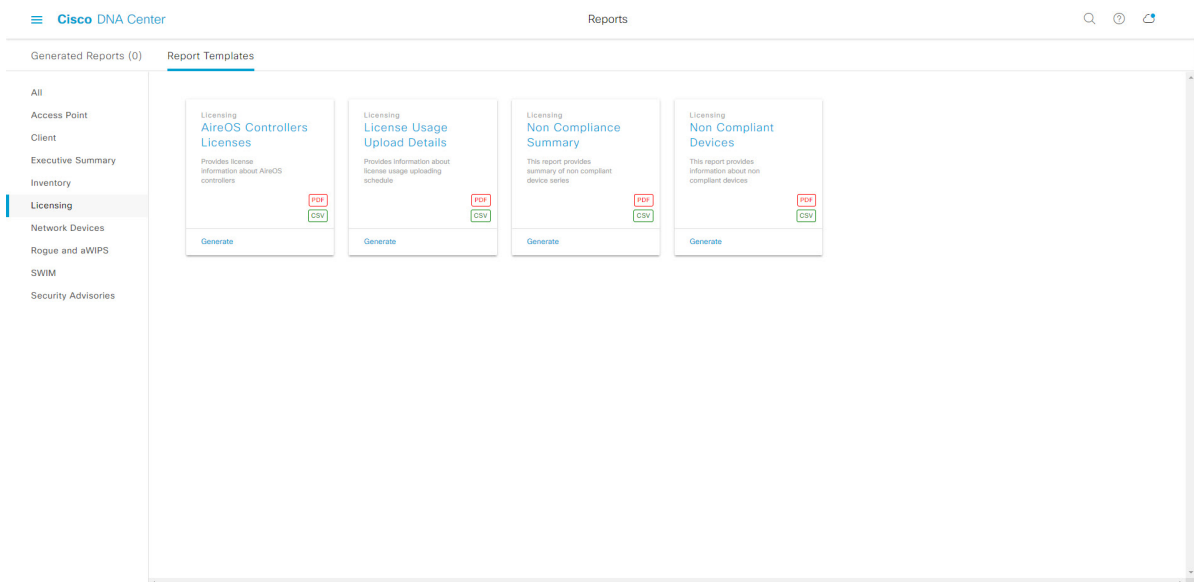 Cisco DNA Center
Reports
Generated Reports (0)
Report Templates
All
Access Point
Client
Executive Summary
Inventory
Licensing
Network Devices
Rogue and aWIPS
SWIM
Security Advisories
Licensing
AireOS Controllers
Licenses
Provides license
information about AireOS
controllers
PDF
CSV
Generate
Licensing
License Usage
Upload Details
Provides information about
license usage uploading
schedule
PDF
CSV
Generate
Licensing
Non Compliance
Summary
This report provides
summary of non compliant
device series
PDF
CSV
Generate
Licensing
Non Compliant
Devices
This report provides
information about non
compliant devices
PDF
CSV
Generate